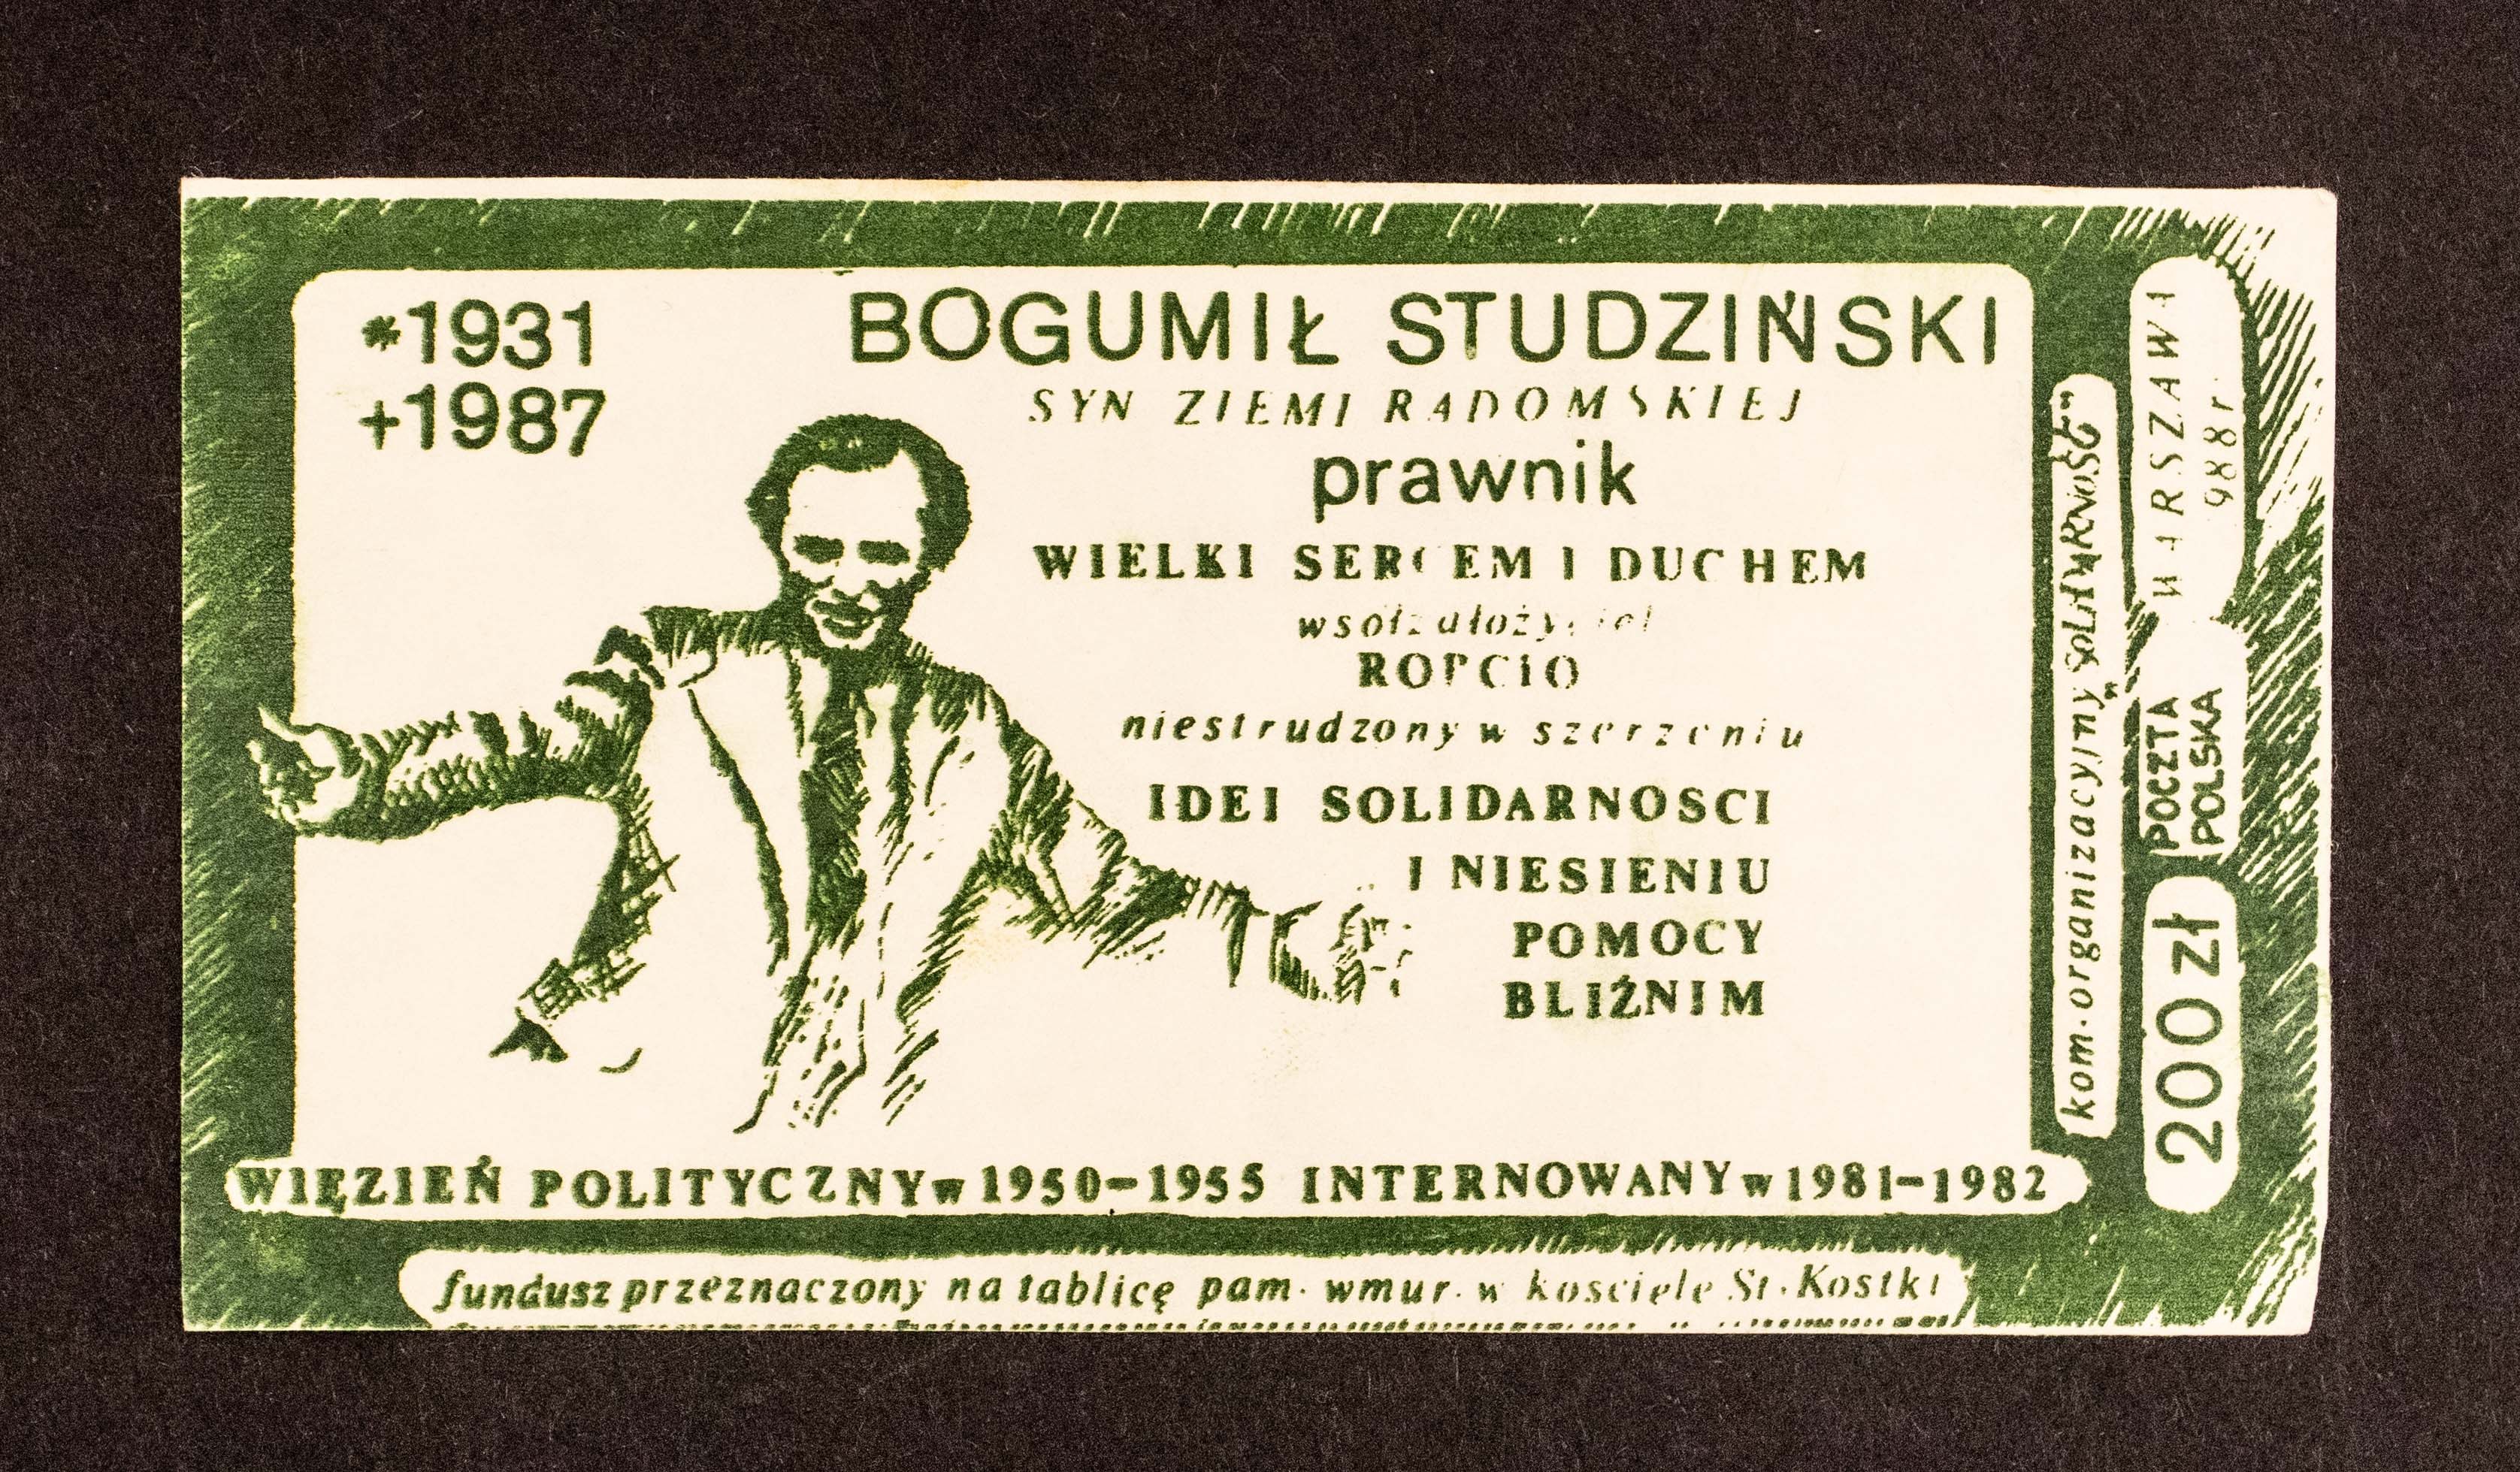 *1931
+1987
BOGUMIŁ STUDZIŃSKI
SYN ZIEMI RADOMSKIEJ
prawnik
WIELKI SERCEM I DUCHEM
ROPCiO
niestrudzony w szerzeniu
IDEI SOLIDARNOSCI
I NIESIENIU
POMOCY
BLIŹNIM
WIĘZIEŃ POLITYCZNY w 1950-1955 INTERNOWANY w 1981-1982
fundusz przeznaczony na tablicę pam. wmur. w kosciele St. Kostki
kom. organizacyjny „SOLIDARNOŚĆ"
WARSZAWA
988r.
POCZTA
POLSKA
200 zł